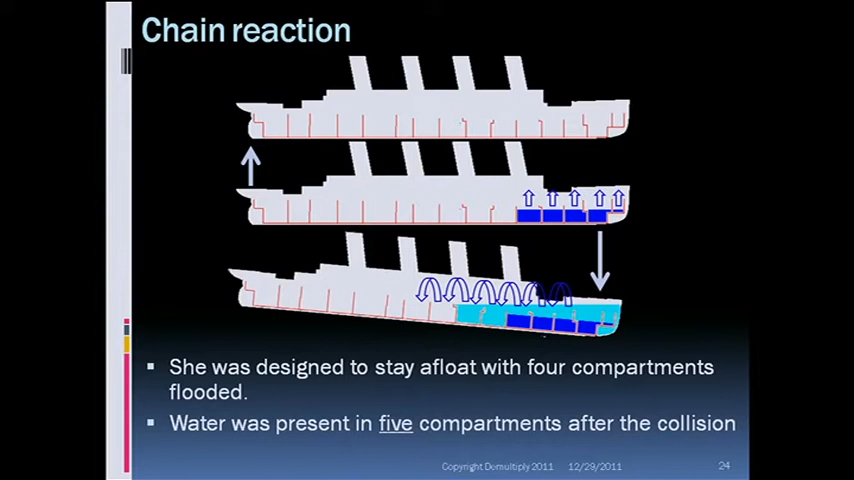 Chain reaction
She was designed to stay afloat with four compartments
flooded.
Water was present in five compartments after the collision
Copyright Domultiply 2011 12/29/2011 24